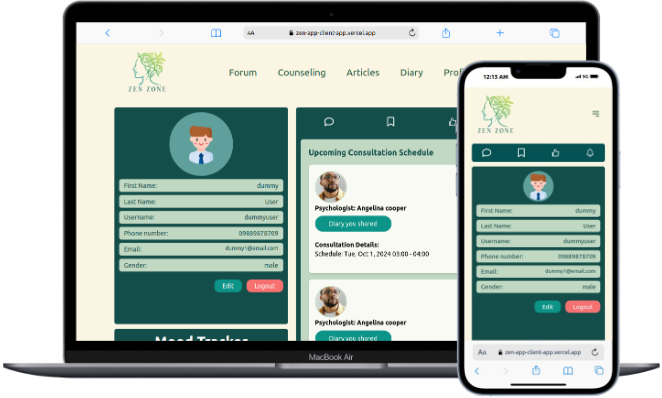 AA zen-app-client-app.vercel.app
ZEN ZONE
Forum Counseling Articles Diary
First Name: dummy
Last Name: User
Username: dummyuser
Phone number: 09889878709
Email: dummy1@email.com
Gender: male
Edit Logout
Mood Tracker
Upcoming Consultation Schedule
Psychologist: Angelina cooper
Diary you shared
Consultation Details:
Schedule: Tue, Oct 1, 2024 03:00 - 04:00
Psychologist: Angelina cooper
Diary you shared
MacBook Air
12:13 AM 5G
ZEN ZONE
First Name: dummy
Last Name: User
Username: dummyuser
Phone number: 09889878709
Email: dummy1@email.com
Gender: male
Edit Logout
AA zen-app-client-app.vercel.app